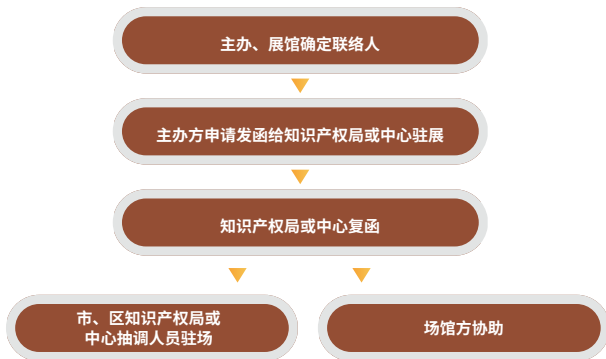 主办、展馆确定联络人
主办方申请发函给知识产权局或中心驻展
知识产权局或中心复函
市、区知识产权局或
中心抽调人员驻场
场馆方协助